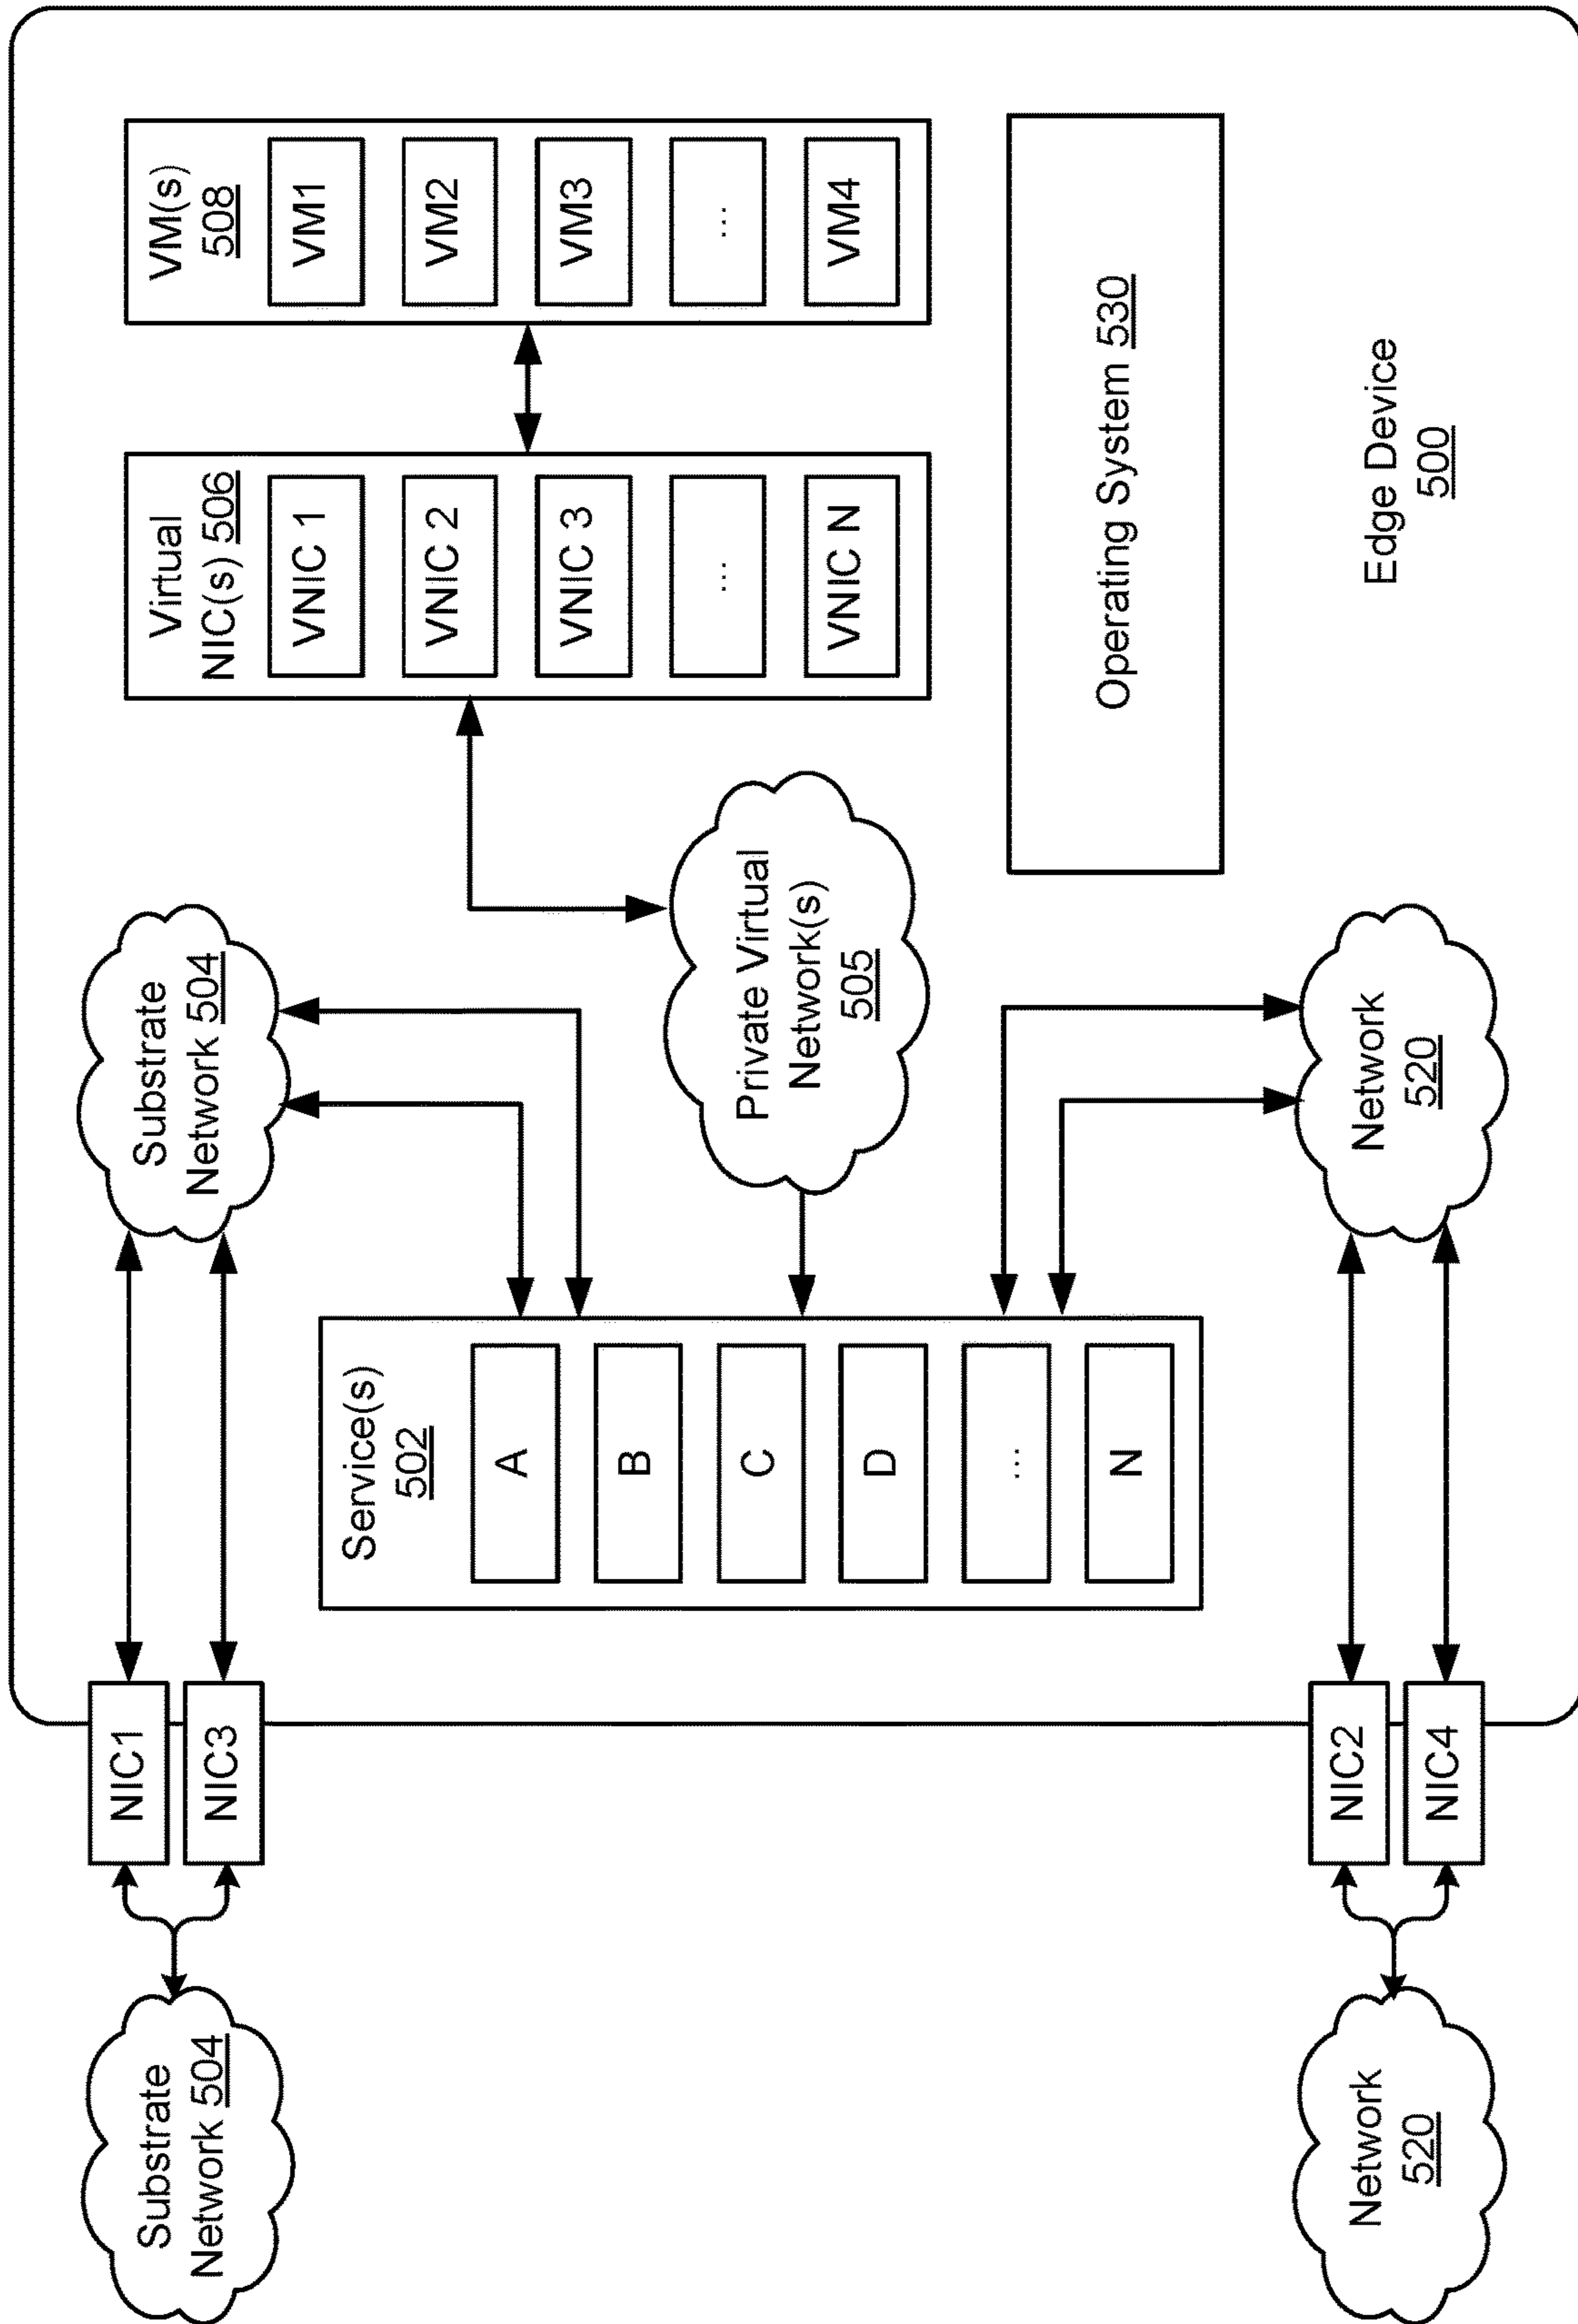 Substrate
Network 504
NIC1
NIC3
Substrate
Network 504
Virtual
NIC(s) 506
VNIC 1
VNIC 2
VNIC 3
...
VNIC N
VM(s)
508
VM1
VM2
VM3
...
VM4
Service(s)
502
A
B
C
D
...
N
Private Virtual
Network(s)
505
Network
520
NIC2
NIC4
Network
520
Operating System 530
Edge Device
500